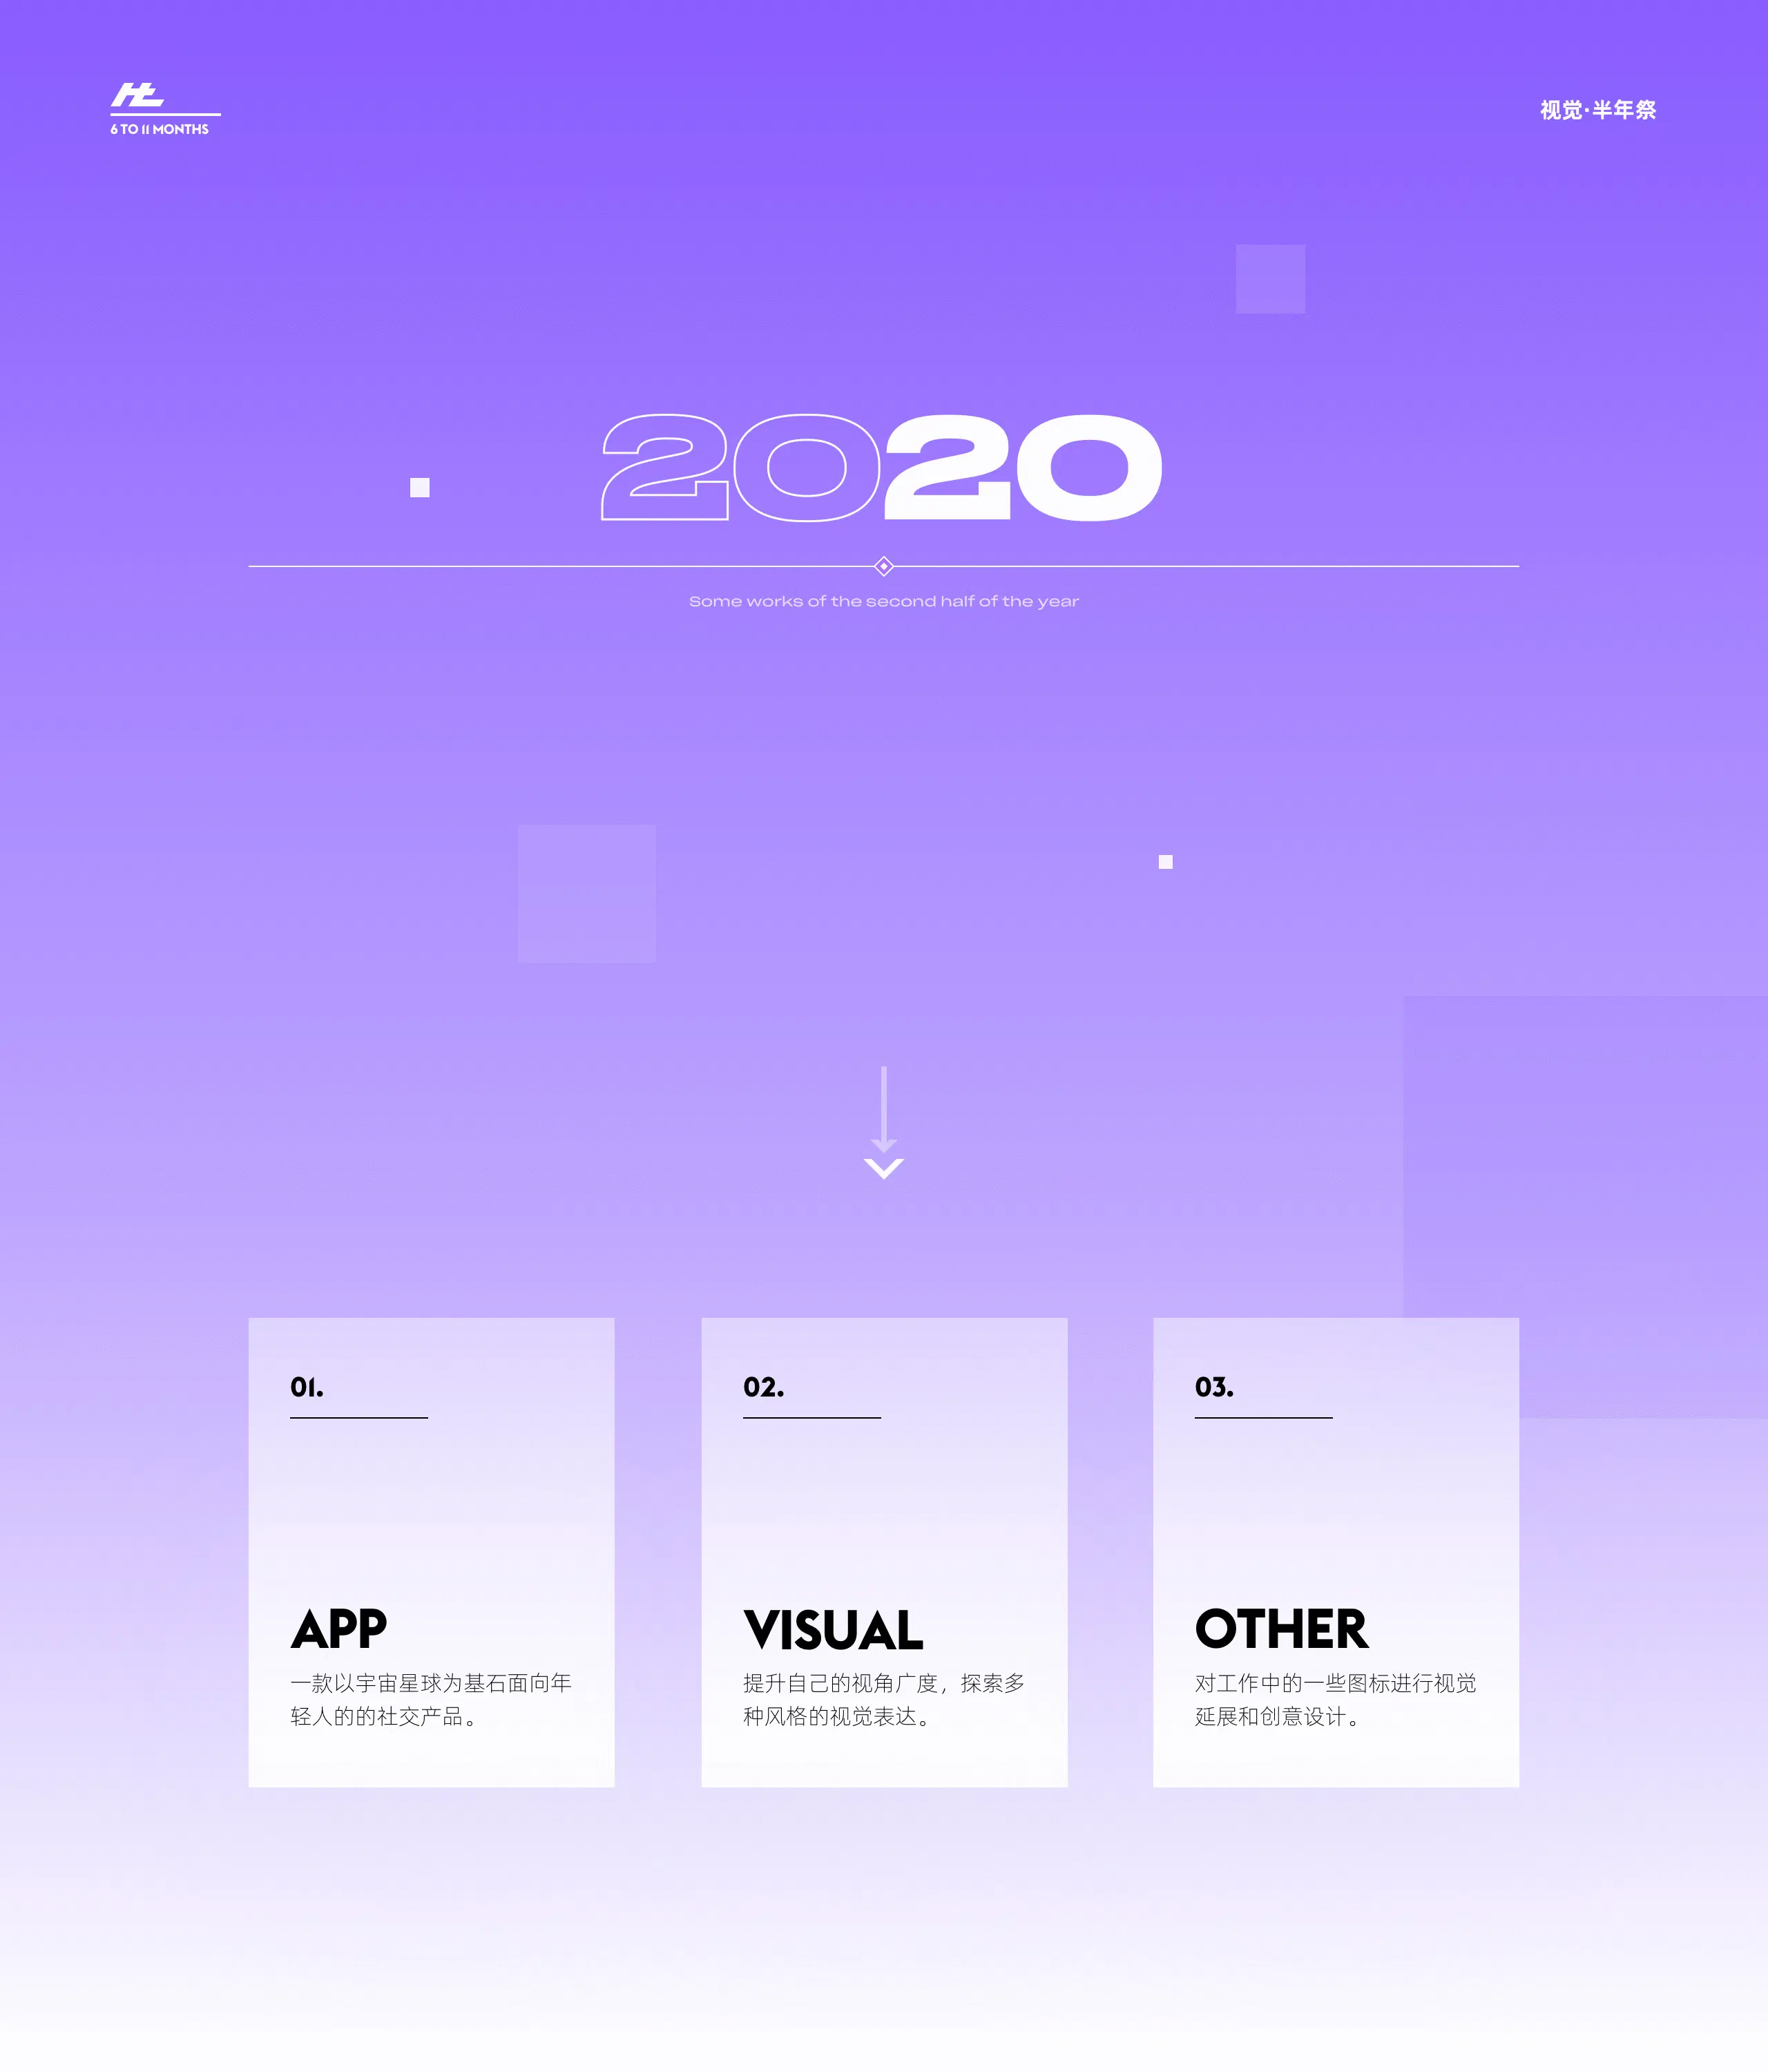 6 TO 11 MONTHS
视觉·半年祭
2020
Some works of the second half of the year
01.
APP
一款以宇宙星球为基石面向年
轻人的的社交产品。
02.
VISUAL
提升自己的视角广度，探索多
种风格的视觉表达。
03.
OTHER
对工作中的一些图标进行视觉
延展和创意设计。